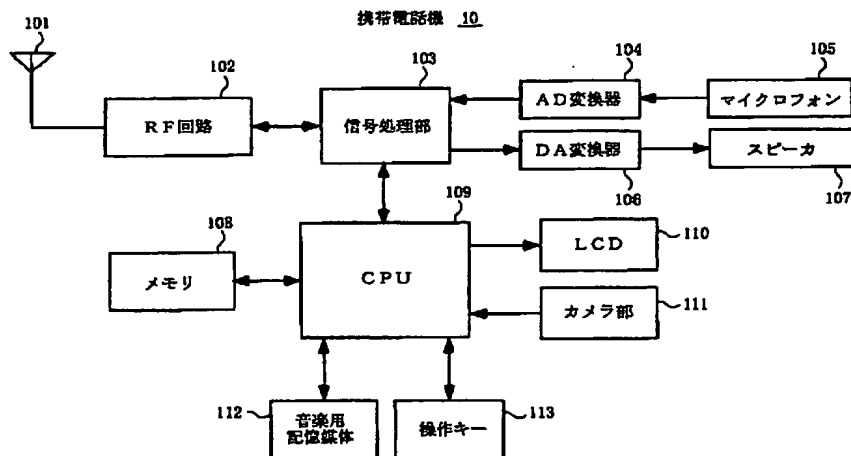 携帯電話機 10
101
102
103
104
105
RF回路
信号処理部
AD変換器
マイクロフォン
DA変換器
スピーカ
106
107
108
109
メモリ
CPU
LCD
110
カメラ部
111
112
音楽用
記憶媒体
操作キー
113